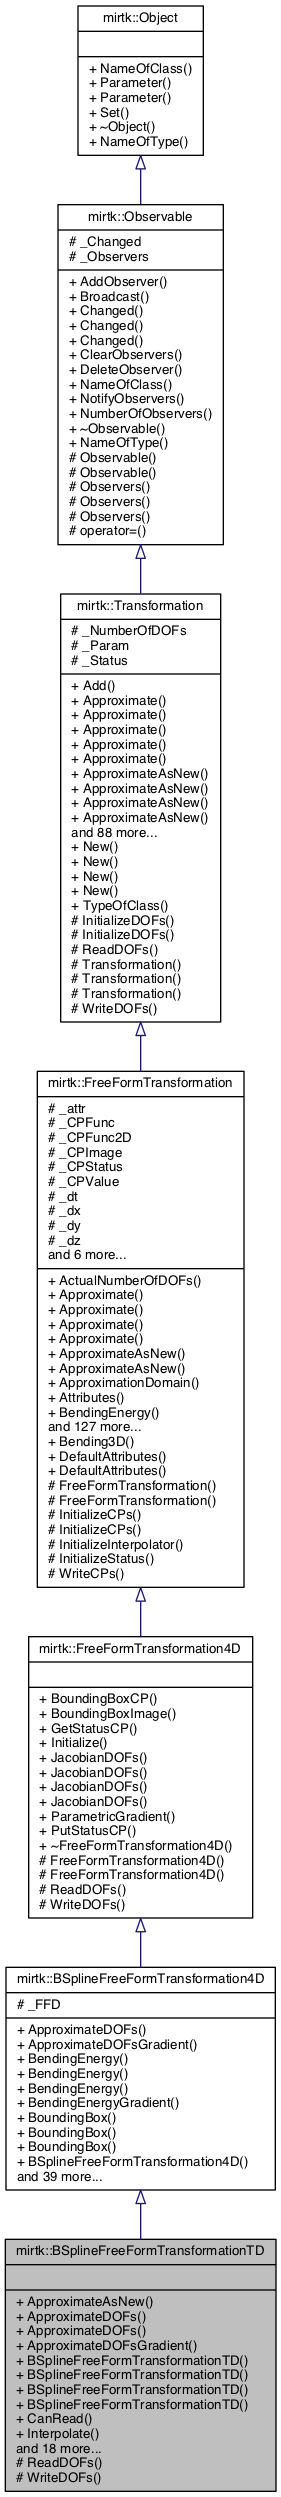 mirtk::Object
+ NameOfClass()
+ Parameter()
+ Parameter()
+ Set()
+ ~Object()
+ NameOfType()
mirtk::Observable
# _Changed
# _Observers
+ AddObserver()
+ Broadcast()
+ Changed()
+ Changed()
+ Changed()
+ ClearObservers()
+ DeleteObserver()
+ NameOfClass()
+ NotifyObservers()
+ NumberOfObservers()
+ ~Observable()
+ NameOfType()
# Observable()
# Observable()
# Observers()
# Observers()
# Observers()
# operator=()
mirtk::Transformation
# _NumberOfDOFs
# _Param
# _Status
+ Add()
+ Approximate()
+ Approximate()
+ Approximate()
+ Approximate()
+ Approximate()
+ ApproximateAsNew()
+ ApproximateAsNew()
+ ApproximateAsNew()
+ ApproximateAsNew()
and 88 more...
+ New()
+ New()
+ New()
+ New()
+ TypeOfClass()
# InitializeDOFs()
# InitializeDOFs()
# ReadDOFs()
# Transformation()
# Transformation()
# Transformation()
# WriteDOFs()
mirtk::FreeFormTransformation
# _attr
# _CPFunc
# _CPFunc2D
# _CPImage
# _CPStatus
# _CPValue
# _dt
# _dx
# _dy
# _dz
and 6 more...
+ ActualNumberOfDOFs()
+ Approximate()
+ Approximate()
+ Approximate()
+ Approximate()
+ ApproximateAsNew()
+ ApproximateAsNew()
+ ApproximationDomain()
+ Attributes()
+ BendingEnergy()
and 127 more...
+ Bending3D()
+ DefaultAttributes()
+ DefaultAttributes()
# FreeFormTransformation()
# FreeFormTransformation()
# InitializeCPs()
# InitializeCPs()
# InitializeInterpolator()
# InitializeStatus()
# WriteCPs()
mirtk::FreeFormTransformation4D
+ BoundingBoxCP()
+ BoundingBoxImage()
+ GetStatusCP()
+ Initialize()
+ JacobianDOFs()
+ JacobianDOFs()
+ JacobianDOFs()
+ JacobianDOFs()
+ ParametricGradient()
+ PutStatusCP()
+ ~FreeFormTransformation4D()
# FreeFormTransformation4D()
# FreeFormTransformation4D()
# ReadDOFs()
# WriteDOFs()
mirtk::BSplineFreeFormTransformation4D
# _FFD
+ ApproximateDOFs()
+ ApproximateDOFsGradient()
+ BendingEnergy()
+ BendingEnergy()
+ BendingEnergy()
+ BendingEnergyGradient()
+ BoundingBox()
+ BoundingBox()
+ BoundingBox()
+ BSplineFreeFormTransformation4D()
and 39 more...
mirtk::BSplineFreeFormTransformationTD
+ ApproximateAsNew()
+ ApproximateDOFs()
+ ApproximateDOFs()
+ ApproximateDOFsGradient()
+ BSplineFreeFormTransformationTD()
+ BSplineFreeFormTransformationTD()
+ BSplineFreeFormTransformationTD()
+ BSplineFreeFormTransformationTD()
+ CanRead()
+ Interpolate()
and 18 more...
# ReadDOFs()
# WriteDOFs()